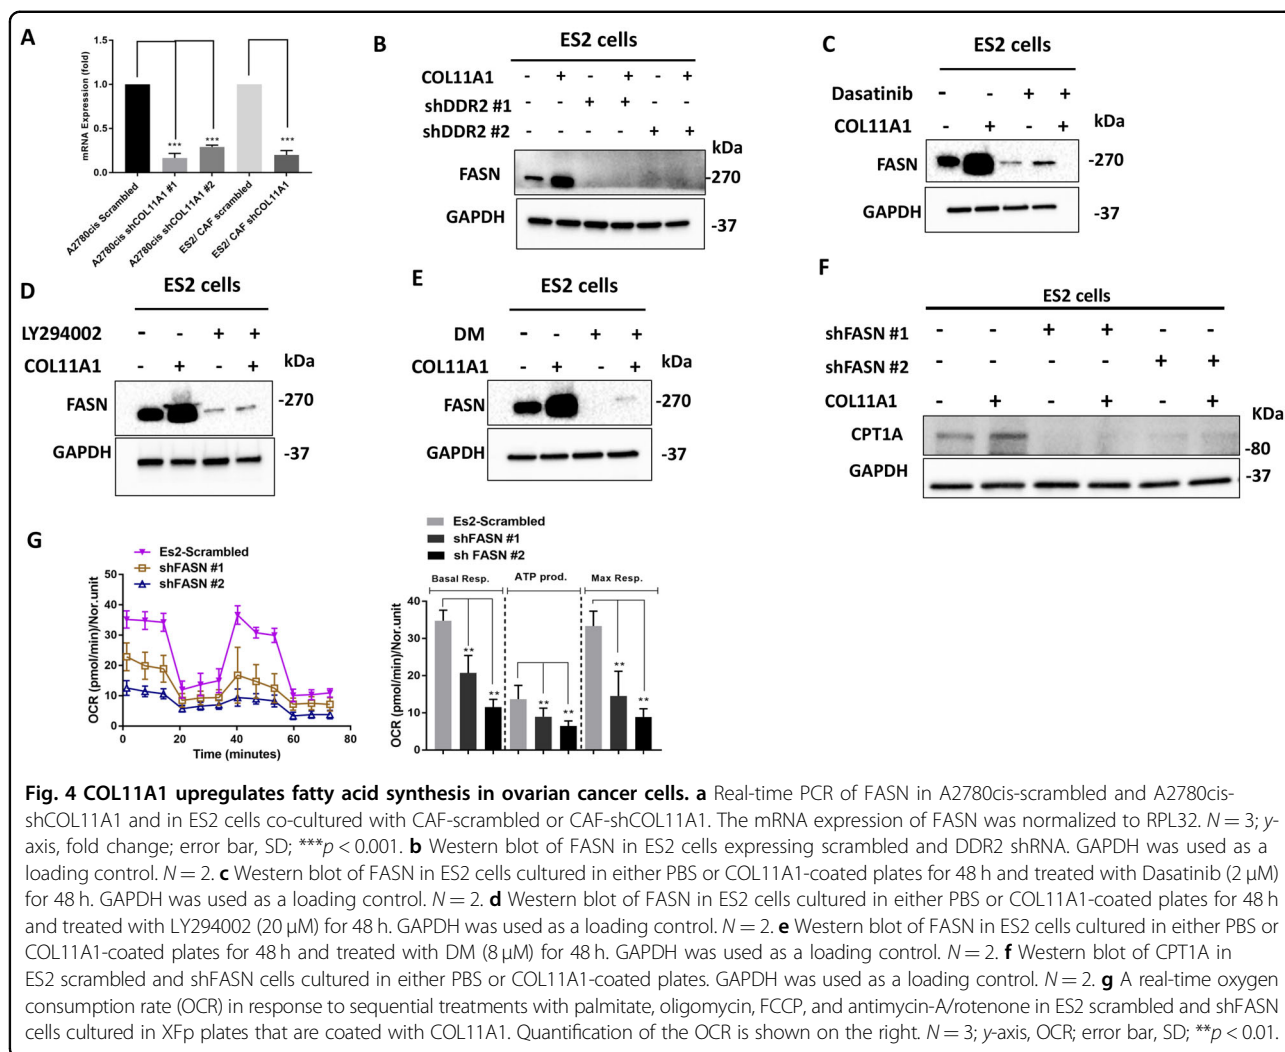 A
mRNA Expression (fold)
1.5
1.0
0.5
0.0
***
***
***
A2780cis Scrambled
A2780cis shCOL11A1 #1
A2780cis shCOL11A1 #2
ES2/ CAF scrambled
ES2/ CAF shCOL11A1
B
ES2 cells
COL11A1 - + - + - +
shDDR2 #1 - - + + - -
shDDR2 #2 - - - - + +
kDa
FASN
-270
GAPDH
-37
C
ES2 cells
Dasatinib - - + +
COL11A1 - + - +
kDa
FASN
-270
GAPDH
-37
D
ES2 cells
LY294002 - - + +
COL11A1 - + - +
kDa
FASN
-270
GAPDH
-37
E
ES2 cells
DM - - + +
COL11A1 - + - +
kDa
FASN
-270
GAPDH
-37
F
ES2 cells
shFASN #1 - - + + - -
shFASN #2 - - - - + +
COL11A1 - + - + - +
KDa
CPT1A
-80
GAPDH
-37
G
Es2-Scrambled
shFASN #1
shFASN #2
OCR (pmol/min)/Nor.unit
50
40
30
20
10
0
0 20 40 60 80
Time (minutes)
Es2-Scrambled
shFASN #1
sh FASN #2
Basal Resp. ATP prod. Max Resp.
OCR (pmol/min)/Nor.unit
40
30
20
10
0
** ** ** ** ** **
Fig. 4 COL11A1 upregulates fatty acid synthesis in ovarian cancer cells. a Real-time PCR of FASN in A2780cis-scrambled and A2780cis-
shCOL11A1 and in ES2 cells co-cultured with CAF-scrambled or CAF-shCOL11A1. The mRNA expression of FASN was normalized to RPL32. N = 3; y-
axis, fold change; error bar, SD; ***p < 0.001. b Western blot of FASN in ES2 cells expressing scrambled and DDR2 shRNA. GAPDH was used as a
loading control. N = 2. c Western blot of FASN in ES2 cells cultured in either PBS or COL11A1-coated plates for 48 h and treated with Dasatinib (2 μM)
for 48 h. GAPDH was used as a loading control. N = 2. d Western blot of FASN in ES2 cells cultured in either PBS or COL11A1-coated plates for 48 h
and treated with LY294002 (20 μM) for 48 h. GAPDH was used as a loading control. N = 2. e Western blot of FASN in ES2 cells cultured in either PBS or
COL11A1-coated plates for 48 h and treated with DM (8 μM) for 48 h. GAPDH was used as a loading control. N = 2. f Western blot of CPT1A in
ES2 scrambled and shFASN cells cultured in either PBS or COL11A1-coated plates. GAPDH was used as a loading control. N = 2. g A real-time oxygen
consumption rate (OCR) in response to sequential treatments with palmitate, oligomycin, FCCP, and antimycin-A/rotenone in ES2 scrambled and shFASN
cells cultured in XFp plates that are coated with COL11A1. Quantification of the OCR is shown on the right. N = 3; y-axis, OCR; error bar, SD; **p < 0.01.